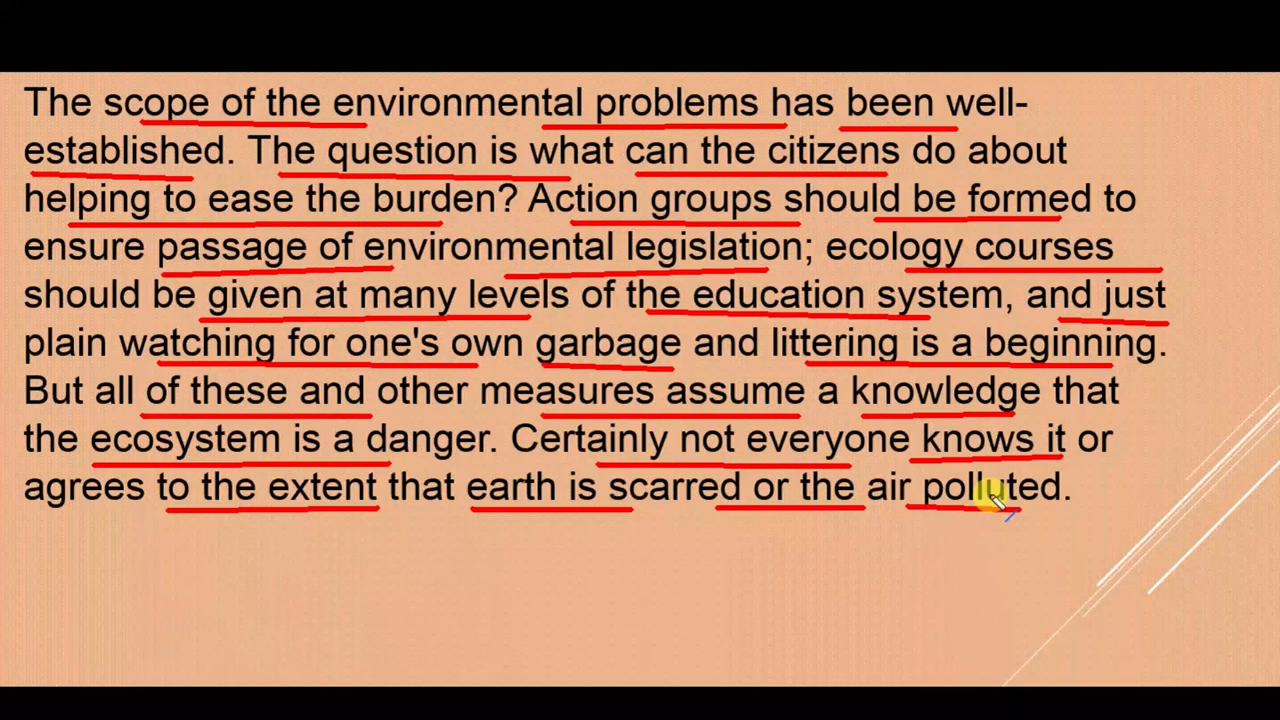 The scope of the environmental problems has been well-
established. The question is what can the citizens do about
helping to ease the burden? Action groups should be formed to
ensure passage of environmental legislation; ecology courses
should be given at many levels of the education system, and just
plain watching for one's own garbage and littering is a beginning.
But all of these and other measures assume a knowledge that
the ecosystem is a danger. Certainly not everyone knows it or
agrees to the extent that earth is scarred or the air polluted.